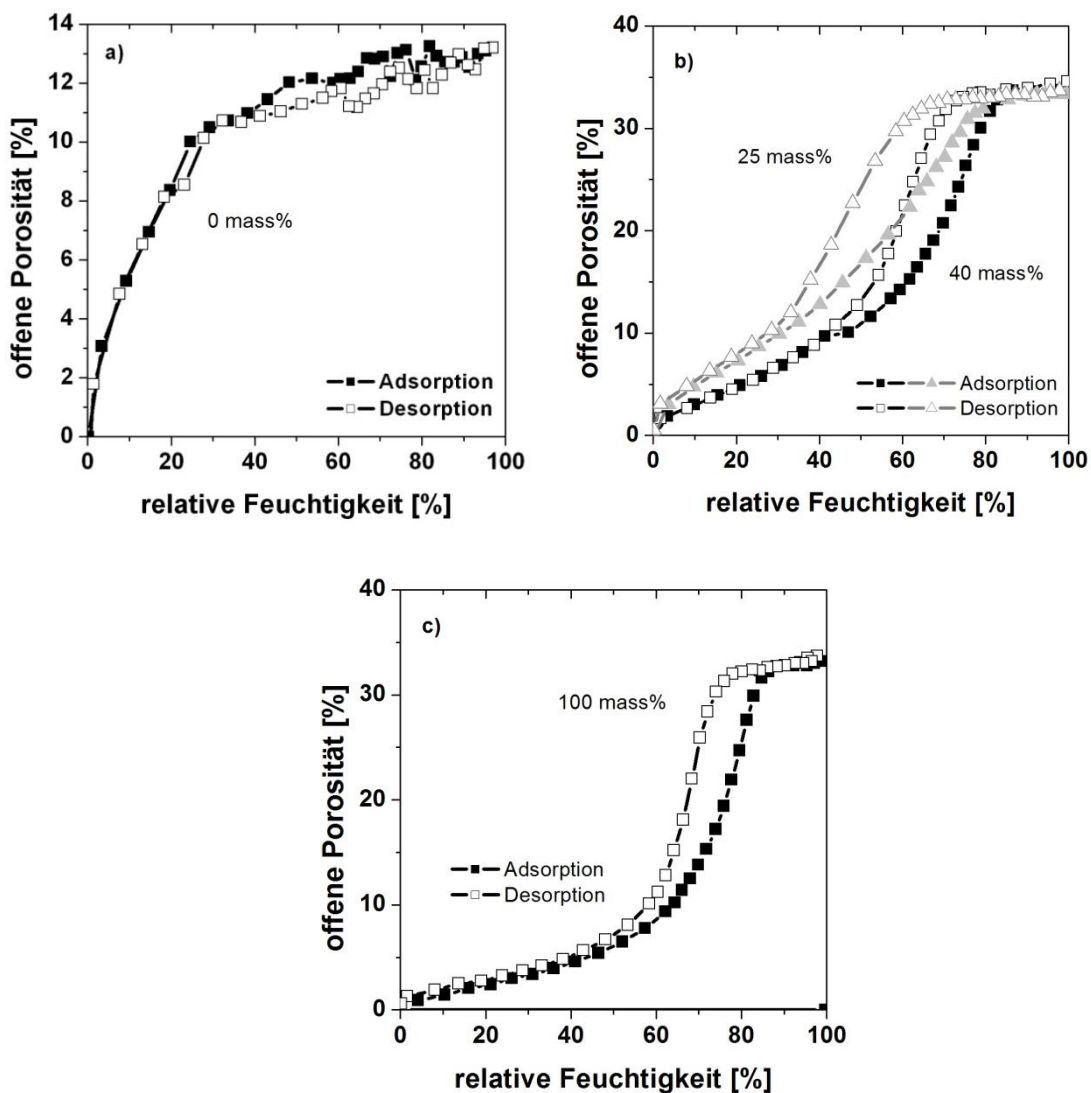 a)
14
12
10
8
6
4
2
0
offene Porosität [%]
0 mass%
Adsorption
Desorption
0 20 40 60 80 100
relative Feuchtigkeit [%]
b)
40
30
20
10
0
offene Porosität [%]
25 mass%
40 mass%
Adsorption
Desorption
0 20 40 60 80 100
relative Feuchtigkeit [%]
c)
40
30
20
10
0
offene Porosität [%]
100 mass%
Adsorption
Desorption
0 20 40 60 80 100
relative Feuchtigkeit [%]